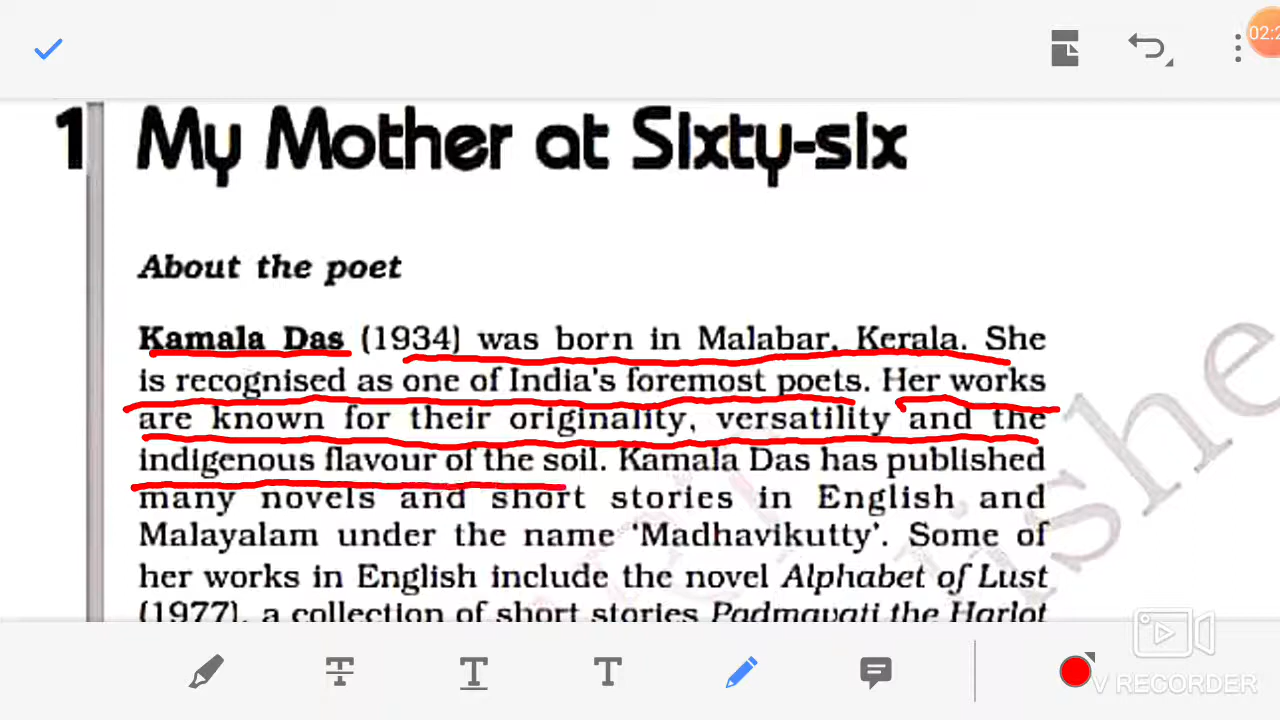 02:2
1 My Mother at Sixty-six
About the poet
Kamala Das (1934) was born in Malabar, Kerala. She
is recognised as one of India's foremost poets. Her works
are known for their originality, versatility and the
indigenous flavour of the soil. Kamala Das has published
many novels and short stories in English and
Malayalam under the name 'Madhavikutty'. Some of
her works in English include the novel Alphabet of Lust
(1977), a collection of short stories Padmavati the Harlot
V RECORDER